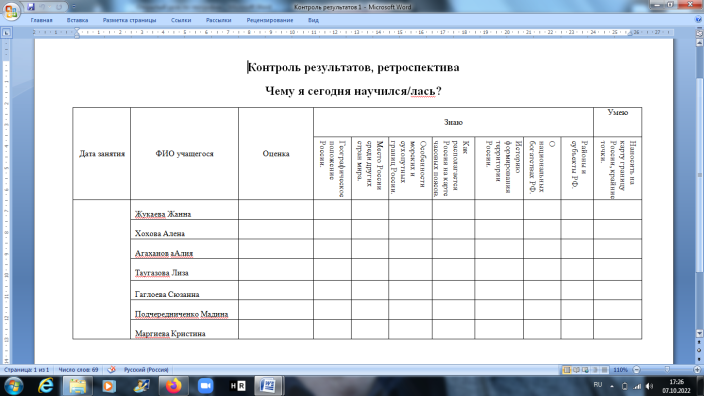 Контроль результатов 1 - Microsoft Word
Главная Вставка Разметка страницы Ссылки Рассылки Рецензирование Вид
Контроль результатов, ретроспектива
Чему я сегодня научился/лась?
Дата занятия
ФИО учащегося
Оценка
Знаю
Умею
Географическое
положение
России.
Место России
среди других
стран мира.
Особенности
морских и
сухопутных
границ России.
Как
располагается
Россия на карте
часовых поясов.
Историю
формирования
территории
России.
О
национальных
богатствах РФ.
Районы и
субъекты РФ.
Наносить на
карту границу
России, крайние
точки.
Жукаева Жанна
Хохова Алена
Агаханов аАлия
Таугазова Лиза
Гаглоева Сюзанна
Подчередниченко Мадина
Маргиева Кристина
Страница: 1 из 1 Число слов: 69 Русский (Россия) 110%
HR RU 17:26
07.10.2022